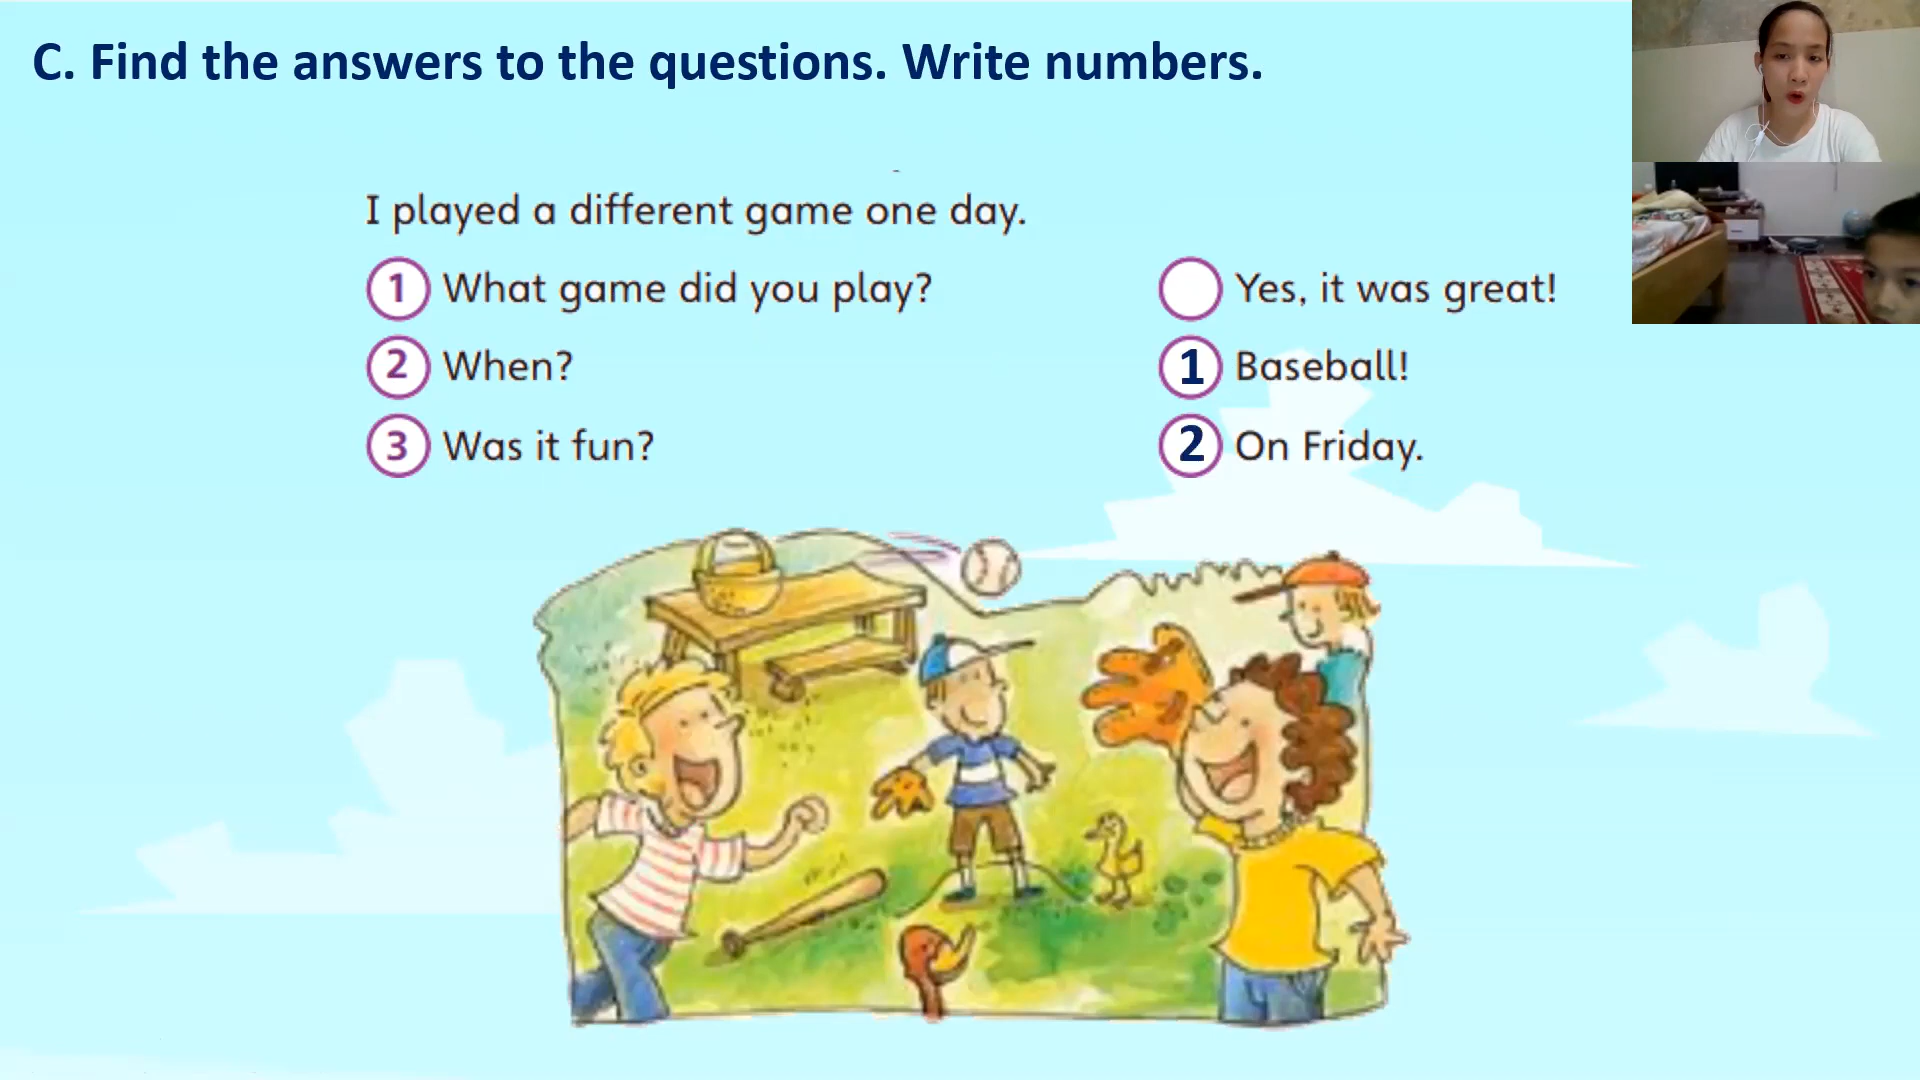 C. Find the answers to the questions. Write numbers.
I played a different game one day.
1 What game did you play?
Yes, it was great!
2 When?
1 Baseball!
3 Was it fun?
2 On Friday.